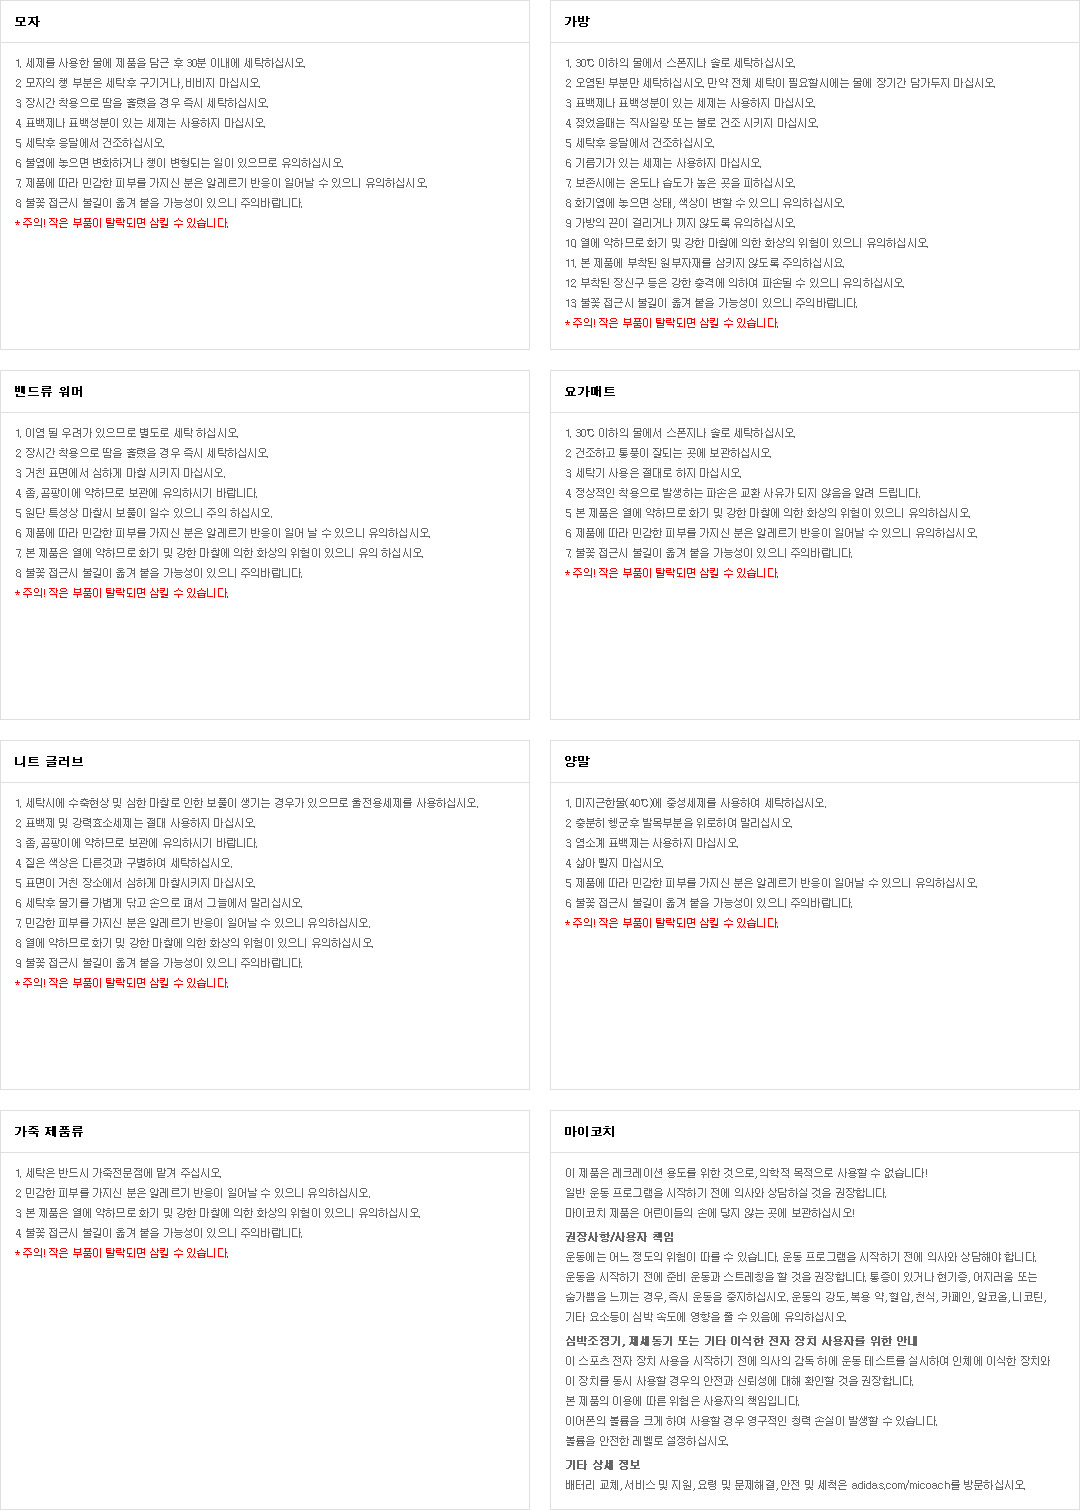 모자
1. 세제를 사용한 물에 제품을 담근 후 30분 이내에 세탁하십시오.
2. 모자의 챙 부분은 세탁후 구기거나, 비비지 마십시오.
3. 장시간 착용으로 땀을 흘렸을 경우 즉시 세탁하십시오.
4. 표백제나 표백성분이 있는 세제는 사용하지 마십시오.
5. 세탁후 응달에서 건조하십시오.
6. 불옆에 놓으면 변화하거나 챙이 변형되는 일이 있으므로 유의하십시오.
7. 제품에 따라 민감한 피부를 가지신 분은 알레르기 반응이 일어날 수 있으니 유의하십시오.
8. 불꽃 접근시 불길이 옮겨 붙을 가능성이 있으니 주의바랍니다.
* 주의! 작은 부품이 탈락되면 삼킬 수 있습니다.
가방
1. 30℃ 이하의 물에서 스폰지나 솔로 세탁하십시오.
2. 오염된 부분만 세탁하십시오. 만약 전체 세탁이 필요할시에는 물에 장기간 담가두지 마십시오.
3. 표백제나 표백성분이 있는 세제는 사용하지 마십시오.
4. 젖었을때는 직사일광 또는 불로 건조 시키지 마십시오.
5. 세탁후 응달에서 건조하십시오.
6. 기름기가 있는 세제는 사용하지 마십시오.
7. 보존시에는 온도나 습도가 높은 곳을 피하십시오.
8. 화기옆에 놓으면 상태, 색상이 변할 수 있으니 유의하십시오.
9. 가방의 끈이 걸리거나 끼지 않도록 유의하십시오.
10. 열에 약하므로 화기 및 강한 마찰에 의한 화상의 위험이 있으니 유의하십시오.
11. 본 제품에 부착된 원부자재를 삼키지 않도록 주의하십시요.
12. 부착된 장신구 등은 강한 충격에 의하여 파손될 수 있으니 유의하십시오.
13. 불꽃 접근시 불길이 옮겨 붙을 가능성이 있으니 주의바랍니다.
* 주의! 작은 부품이 탈락되면 삼킬 수 있습니다.
밴드류 워머
1. 이염 될 우려가 있으므로 별도로 세탁 하십시오.
2. 장시간 착용으로 땀을 흘렸을 경우 즉시 세탁하십시오.
3. 거친 표면에서 심하게 마찰 시키지 마십시오.
4. 좀, 곰팡이에 약하므로 보관에 유의하시기 바랍니다.
5. 원단 특성상 마찰시 보풀이 일수 있으니 주의 하십시오.
6. 제품에 따라 민감한 피부를 가지신 분은 알레르기 반응이 일어 날 수 있으니 유의하십시오.
7. 본 제품은 열에 약하므로 화기 및 강한 마찰에 의한 화상의 위험이 있으니 유의 하십시오.
8. 불꽃 접근시 불길이 옮겨 붙을 가능성이 있으니 주의바랍니다.
* 주의! 작은 부품이 탈락되면 삼킬 수 있습니다.
요가매트
1. 30℃ 이하의 물에서 스폰지나 솔로 세탁하십시오.
2. 건조하고 통풍이 잘되는 곳에 보관하십시오.
3. 세탁기 사용은 절대로 하지 마십시오.
4. 정상적인 착용으로 발생하는 파손은 교환 사유가 되지 않음을 알려 드립니다.
5. 본 제품은 열에 약하므로 화기 및 강한 마찰에 의한 화상의 위험이 있으니 유의하십시오.
6. 제품에 따라 민감한 피부를 가지신 분은 알레르기 반응이 일어날 수 있으니 유의하십시오.
7. 불꽃 접근시 불길이 옮겨 붙을 가능성이 있으니 주의바랍니다.
* 주의! 작은 부품이 탈락되면 삼킬 수 있습니다.
니트 글러브
1. 세탁시에 수축현상 및 심한 마찰로 인한 보풀이 생기는 경우가 있으므로 울전용세제를 사용하십시오.
2. 표백제 및 강력효소세제는 절대 사용하지 마십시오.
3. 좀, 곰팡이에 약하므로 보관에 유의하시기 바랍니다.
4. 짙은 색상은 다른것과 구별하여 세탁하십시오.
5. 표면이 거친 장소에서 심하게 마찰시키지 마십시오.
6. 세탁후 물기를 가볍게 닦고 손으로 펴서 그늘에서 말리십시오.
7. 민감한 피부를 가지신 분은 알레르기 반응이 일어날 수 있으니 유의하십시오.
8. 열에 약하므로 화기 및 강한 마찰에 의한 화상의 위험이 있으니 유의하십시오.
9. 불꽃 접근시 불길이 옮겨 붙을 가능성이 있으니 주의바랍니다.
* 주의! 작은 부품이 탈락되면 삼킬 수 있습니다.
양말
1. 미지근한물(40℃)에 중성세제를 사용하여 세탁하십시오.
2. 충분히 헹군후 발목부분을 위로하여 말리십시오.
3. 염소계 표백제는 사용하지 마십시오.
4. 삶아 빨지 마십시오.
5. 제품에 따라 민감한 피부를 가지신 분은 알레르기 반응이 일어날 수 있으니 유의하십시오.
6. 불꽃 접근시 불길이 옮겨 붙을 가능성이 있으니 주의바랍니다.
* 주의! 작은 부품이 탈락되면 삼킬 수 있습니다.
가죽 제품류
1. 세탁은 반드시 가죽전문점에 맡겨 주십시오.
2. 민감한 피부를 가지신 분은 알레르기 반응이 일어날 수 있으니 유의하십시오.
3. 본 제품은 열에 약하므로 화기 및 강한 마찰에 의한 화상의 위험이 있으니 유의하십시오.
4. 불꽃 접근시 불길이 옮겨 붙을 가능성이 있으니 주의바랍니다.
* 주의! 작은 부품이 탈락되면 삼킬 수 있습니다.
마이코치
이 제품은 레크레이션 용도를 위한 것으로, 의학적 목적으로 사용할 수 없습니다!
일반 운동 프로그램을 시작하기 전에 의사와 상담하실 것을 권장합니다.
마이코치 제품은 어린이들의 손에 닿지 않는 곳에 보관하십시오!
권장사항/사용자 책임
운동에는 어느 정도의 위험이 따를 수 있습니다. 운동 프로그램을 시작하기 전에 의사와 상담해야 합니다.
운동을 시작하기 전에 준비 운동과 스트레칭을 할 것을 권장합니다. 통증이 있거나 현기증, 어지러움 또는
숨가쁨을 느끼는 경우, 즉시 운동을 중지하십시오. 운동의 강도, 복용 약, 혈압, 천식, 카페인, 알코올, 니코틴,
기타 요소등이 심박 속도에 영향을 줄 수 있음에 유의하십시오.
심박조정기, 제세동기 또는 기타 이식한 전자 장치 사용자를 위한 안내
이 스포츠 전자 장치 사용을 시작하기 전에 의사의 감독 하에 운동 테스트를 실시하여 인체에 이식한 장치와
이 장치를 동시 사용할 경우의 안전과 신뢰성에 대해 확인할 것을 권장합니다.
본 제품의 이용에 따른 위험은 사용자의 책임입니다.
이어폰의 볼륨을 크게 하여 사용할 경우 영구적인 청력 손실이 발생할 수 있습니다.
볼륨을 안전한 레벨로 설정하십시오.
기타 상세 정보
배터리 교체, 서비스 및 지원, 요령 및 문제해결, 안전 및 세척은 adidas.com/micoach를 방문하십시오.